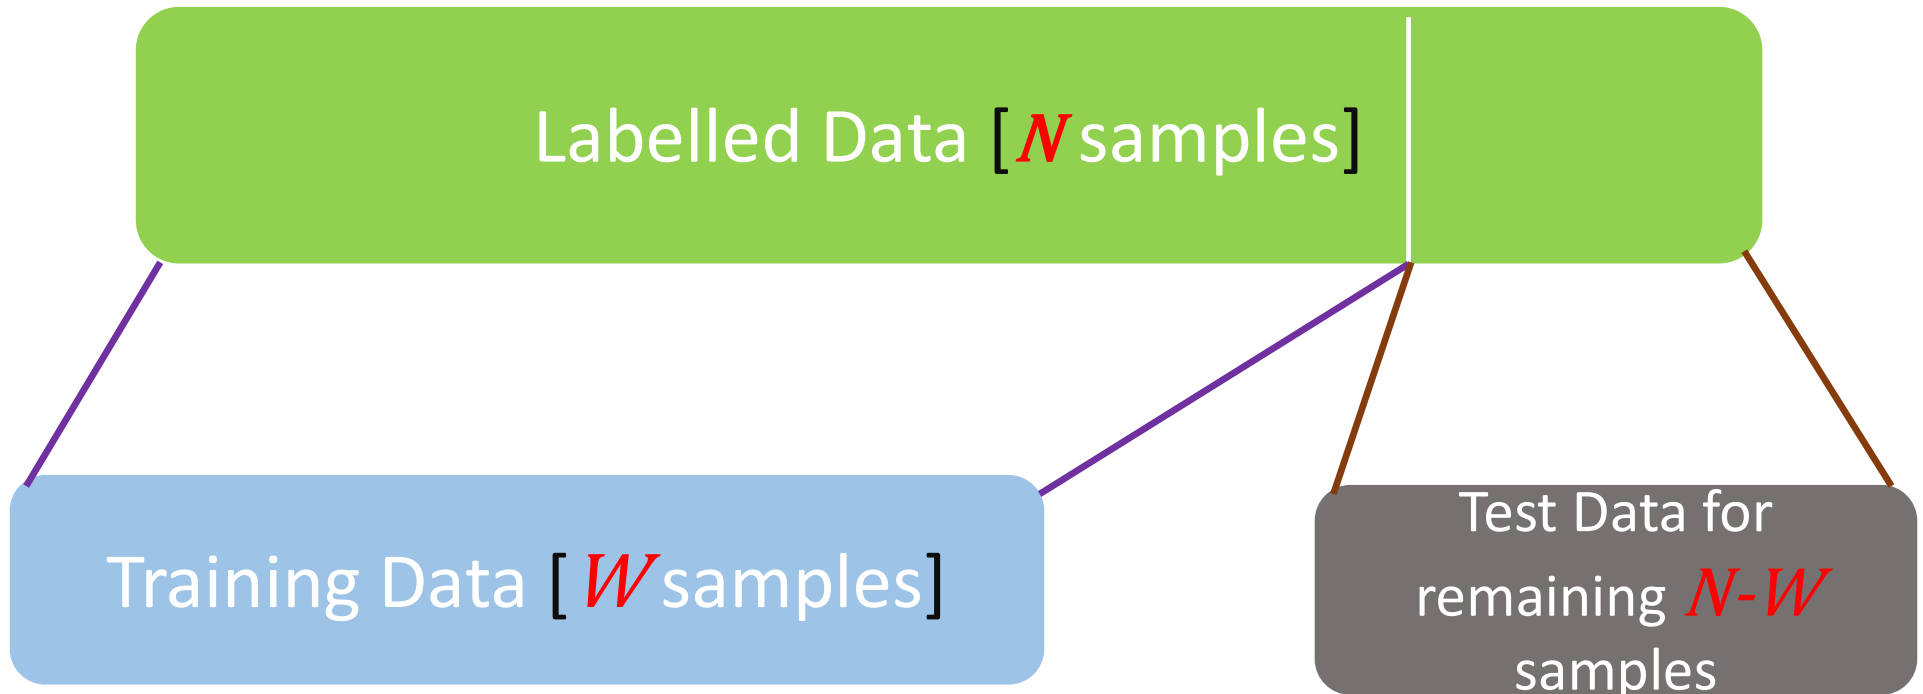 Labelled Data [N samples]
Training Data [ W samples]
Test Data for
remaining N-W
samples